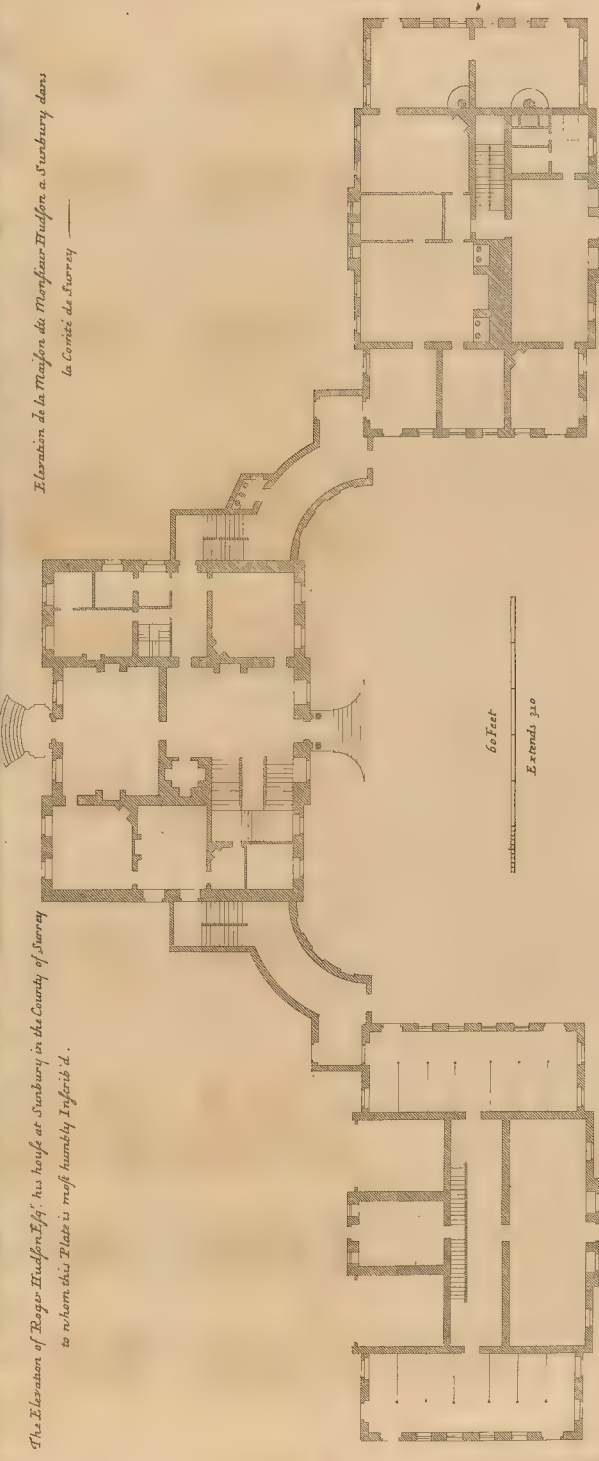 The Elevation of Roger Hudſon Eſqr. his houſe at Sunbury in the County of Surrey
to whom this Plate is moſt humbly Inſcrib'd.
Elevation de la Maiſon du Monſieur Hudſon a Sunbury dans
la Comté de Surrey
60 Feet
Extends 310